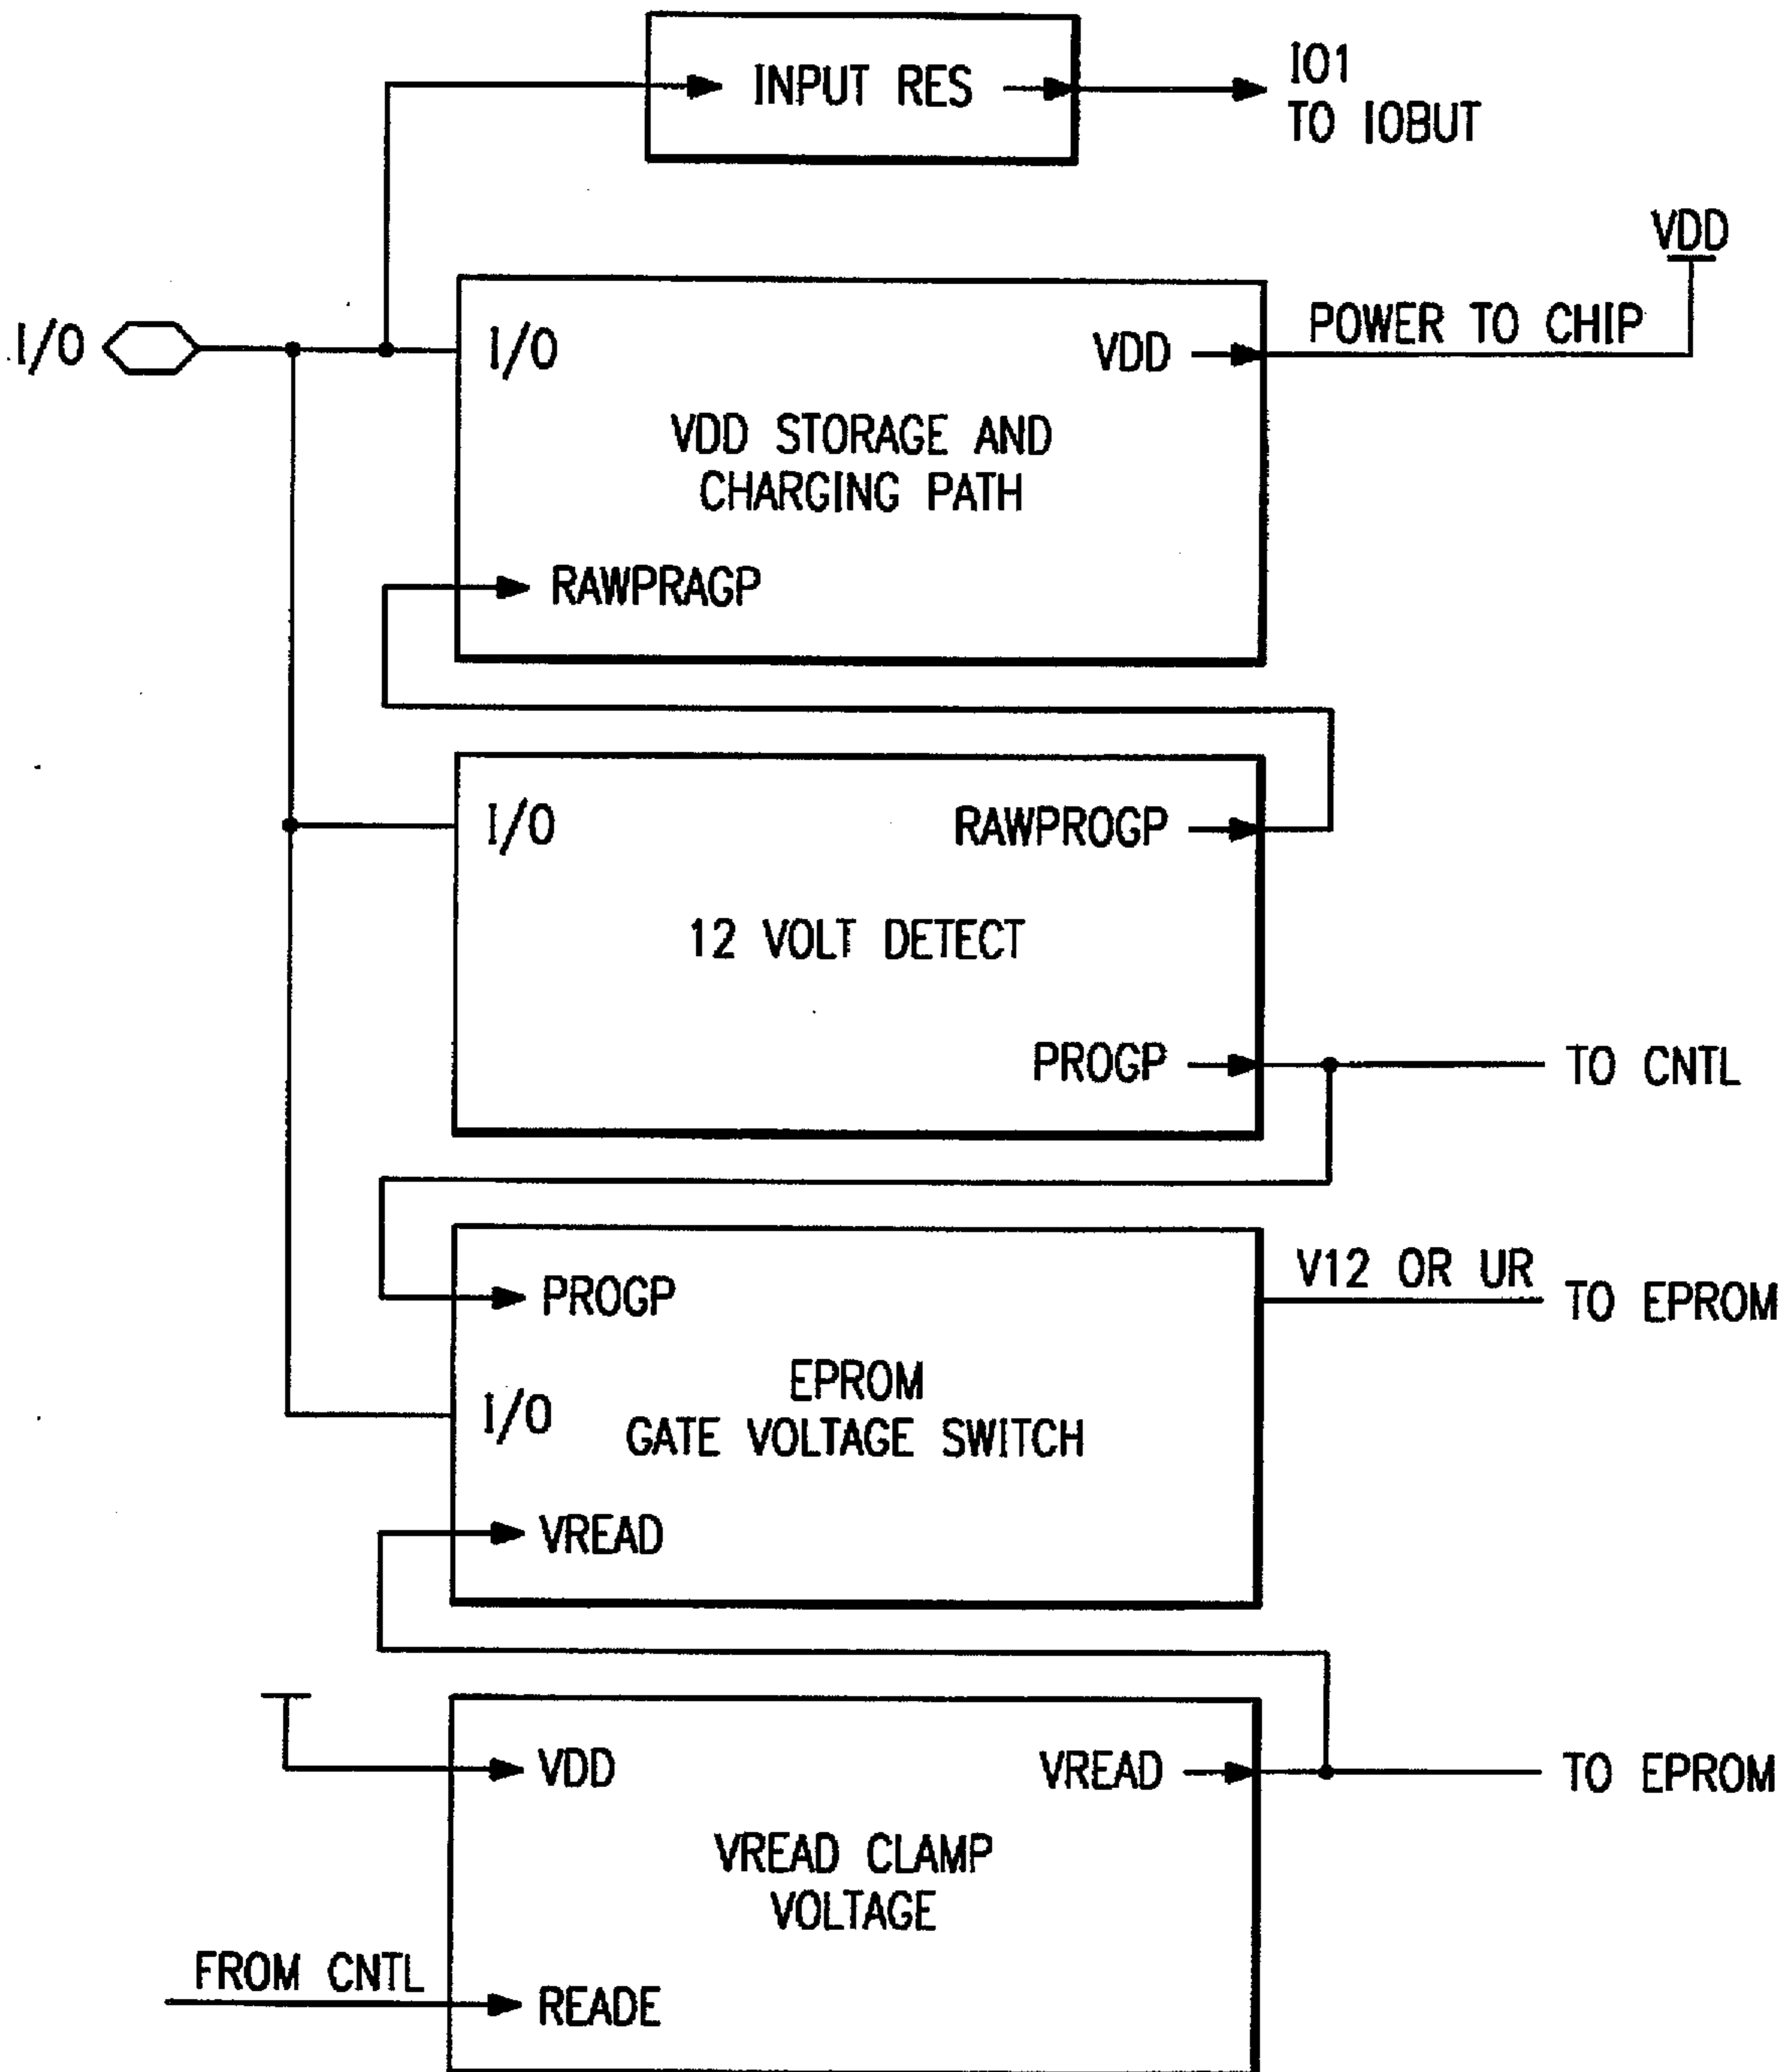 INPUT RES
IO1
TO IOBUT
VDD
I/O
I/O
VDD
POWER TO CHIP
VDD STORAGE AND
CHARGING PATH
RAWPRAGP
I/O
RAWPROGP
12 VOLT DETECT
PROGP
TO CNTL
PROGP
V12 OR UR
TO EPROM
EPROM
I/O
GATE VOLTAGE SWITCH
VREAD
VDD
VREAD
TO EPROM
VREAD CLAMP
VOLTAGE
FROM CNTL
READE